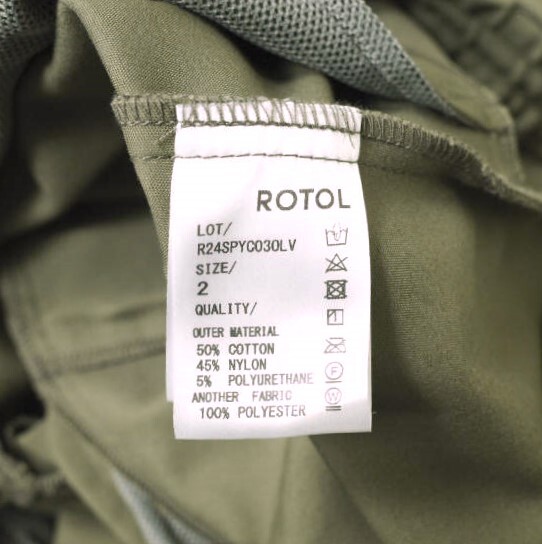 ROTOL
LOT/
R24SPYC030LV
SIZE/
2
QUALITY/
OUTER MATERIAL
50% COTTON
45% NYLON
5% POLYURETHANE
ANOTHER FABRIC
100% POLYESTER
F
W